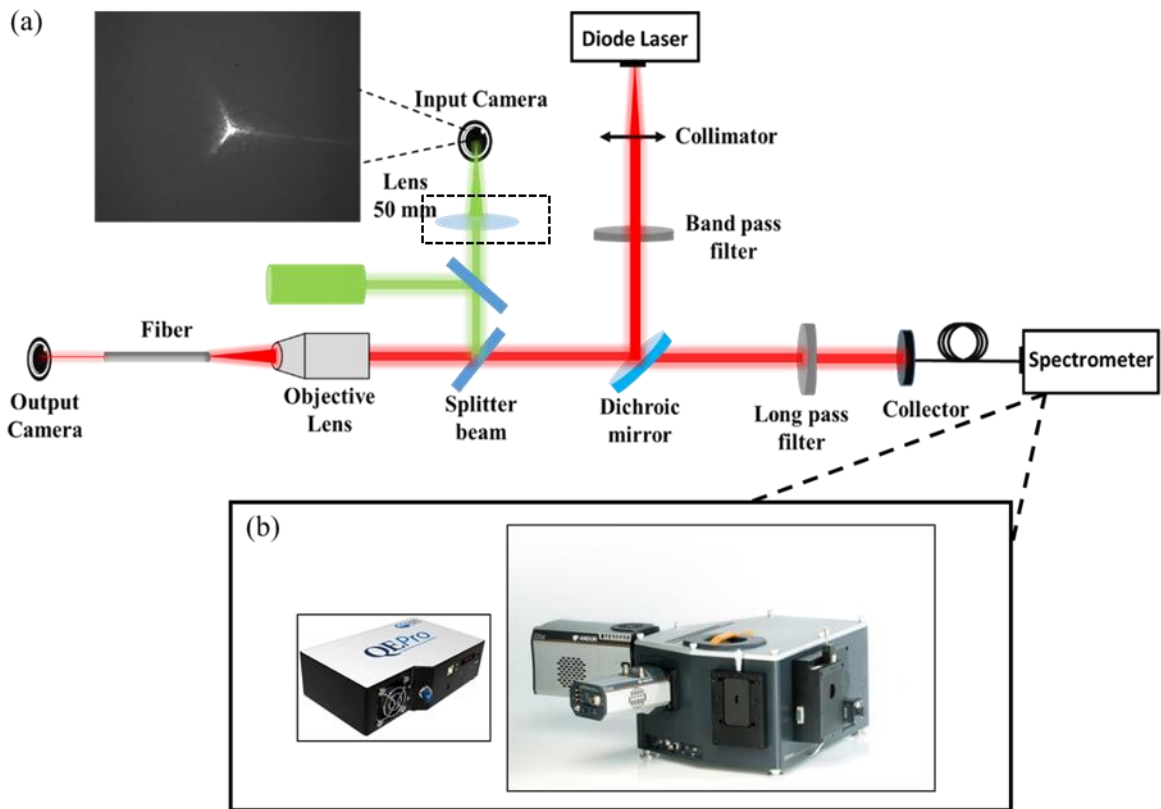 (a)
Diode Laser
Input Camera
Collimator
Lens
50 mm
Band pass
filter
Fiber
Spectrometer
Output
Camera
Objective
Lens
Splitter
beam
Dichroic
mirror
Long pass
filter
Collector
(b)
QEPro
ANDOR